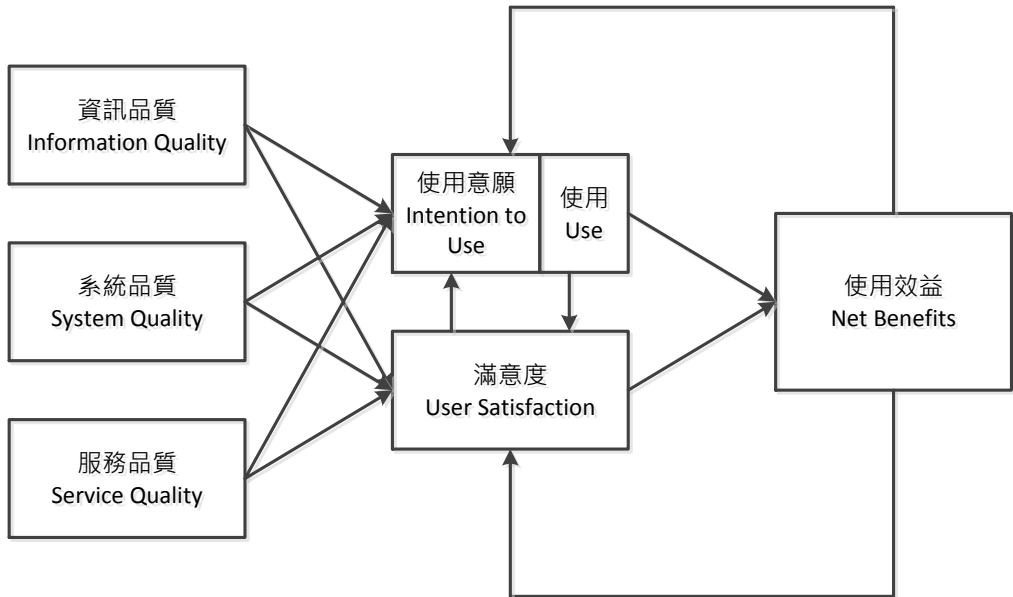 資訊品質
Information Quality
系統品質
System Quality
服務品質
Service Quality
使用意願
Intention to
Use
使用
Use
滿意度
User Satisfaction
使用效益
Net Benefits